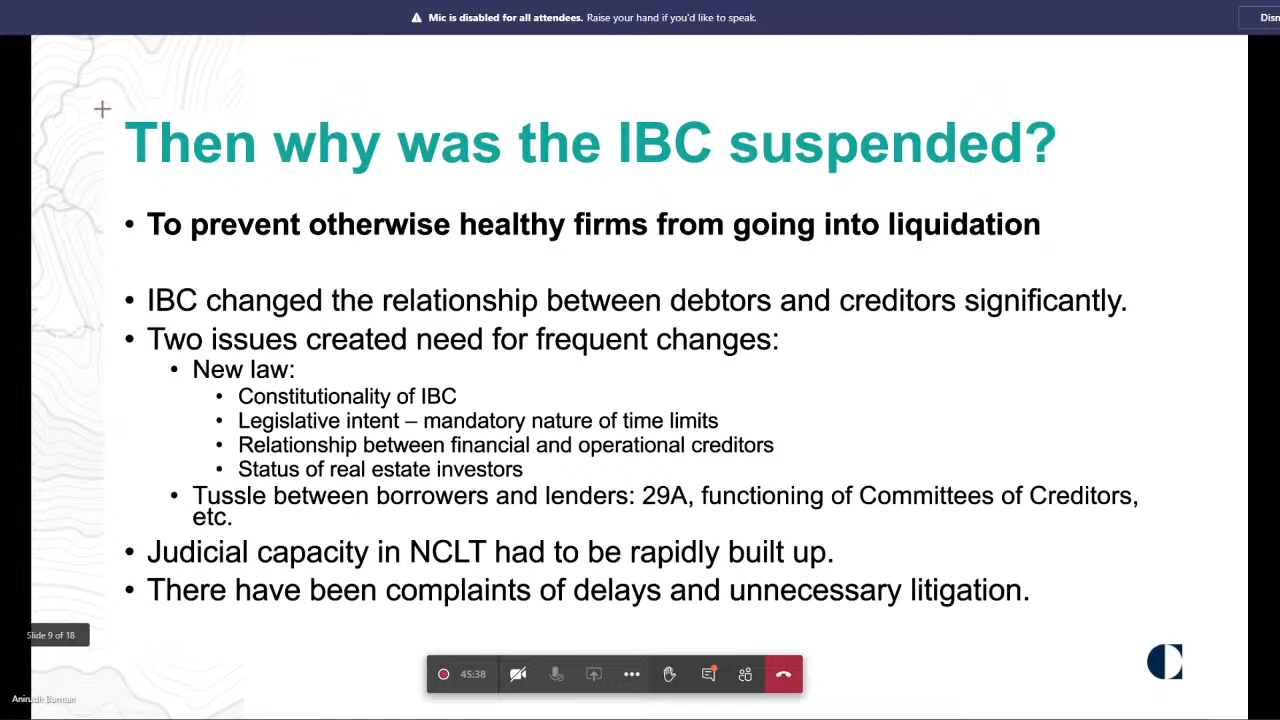 Mic is disabled for all attendees. Raise your hand if you'd like to speak.
Dism
Then why was the IBC suspended?
• To prevent otherwise healthy firms from going into liquidation
• IBC changed the relationship between debtors and creditors significantly.
• Two issues created need for frequent changes:
• New law:
• Constitutionality of IBC
• Legislative intent – mandatory nature of time limits
• Relationship between financial and operational creditors
• Status of real estate investors
• Tussle between borrowers and lenders: 29A, functioning of Committees of Creditors,
etc.
• Judicial capacity in NCLT had to be rapidly built up.
• There have been complaints of delays and unnecessary litigation.
Slide 9 of 18
45:38
Anirudh Burman